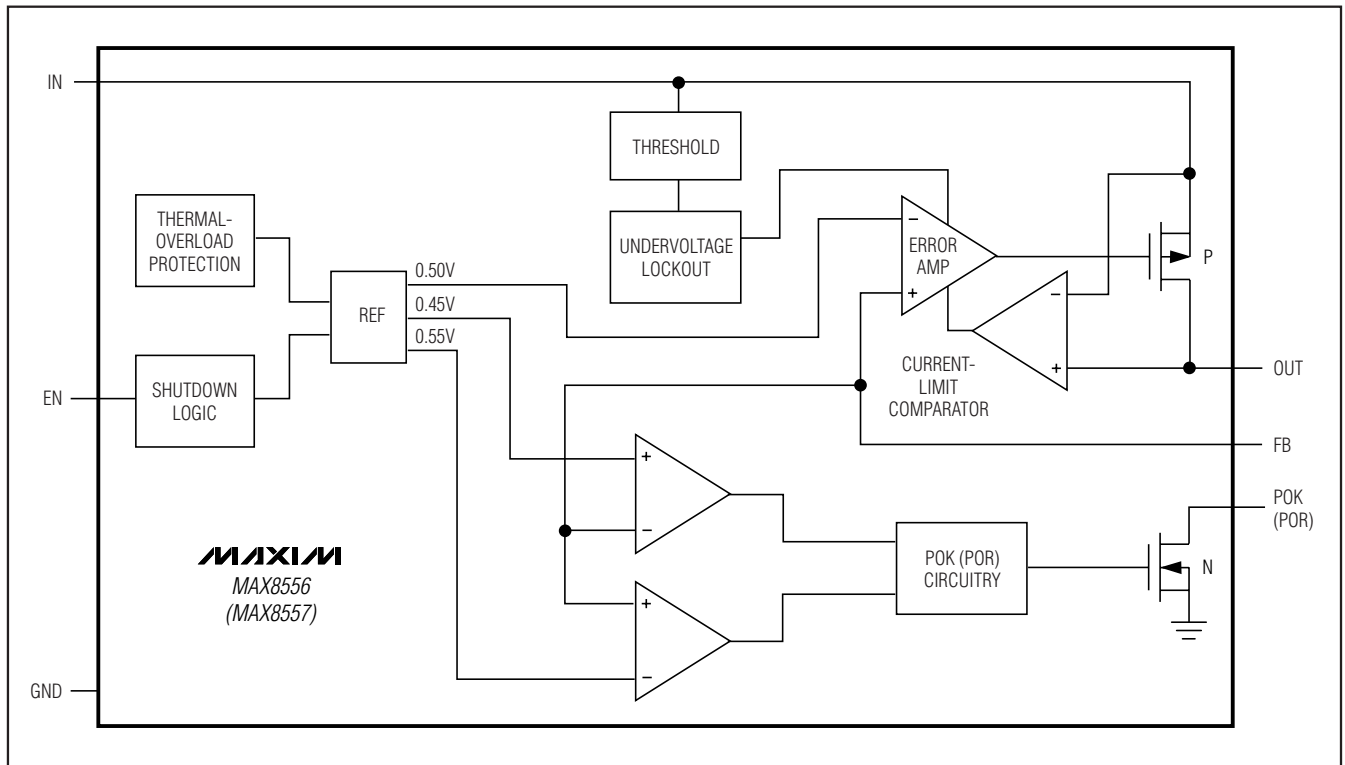 IN
THRESHOLD
THERMAL-
OVERLOAD
PROTECTION
UNDERVOLTAGE
LOCKOUT
−
ERROR
AMP
+
P
REF
0.50V
0.45V
0.55V
−
+
CURRENT-
LIMIT
COMPARATOR
OUT
EN
SHUTDOWN
LOGIC
FB
+
−
POK
(POR)
POK (POR)
CIRCUITRY
N
MAXIM
MAX8556
(MAX8557)
+
−
GND